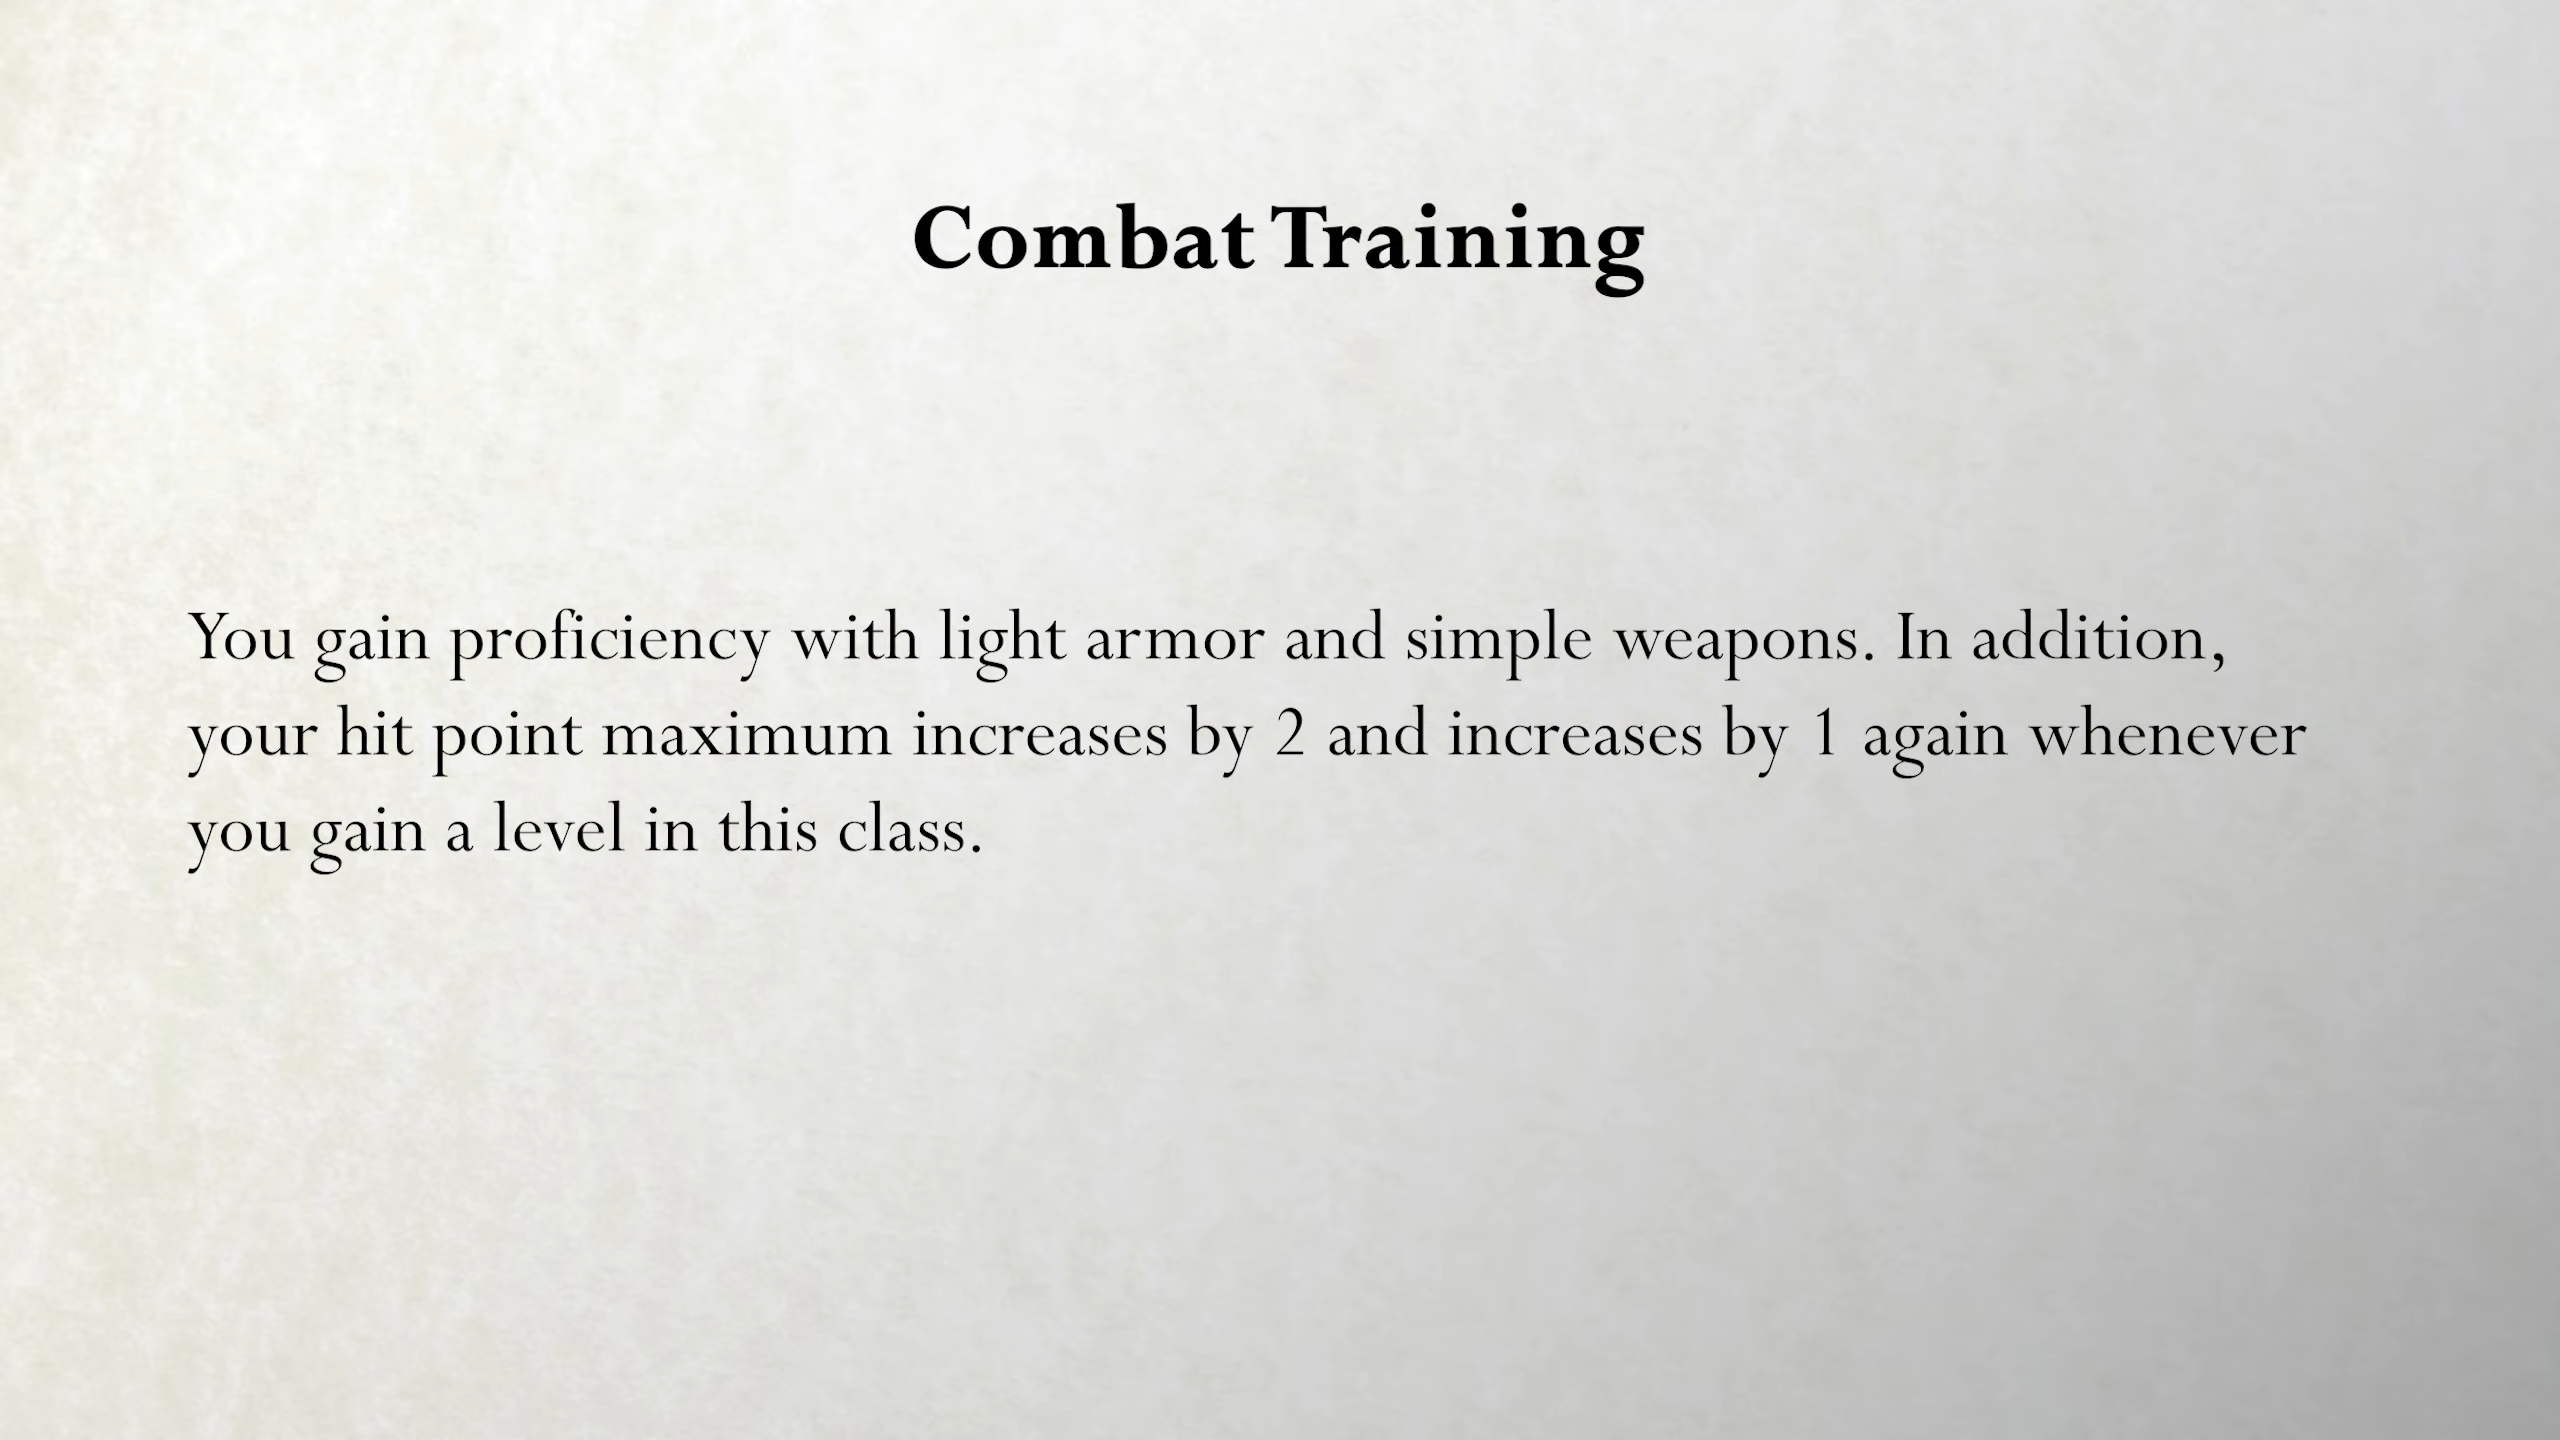 Combat Training
You gain proficiency with light armor and simple weapons. In addition,
your hit point maximum increases by 2 and increases by 1 again whenever
you gain a level in this class.